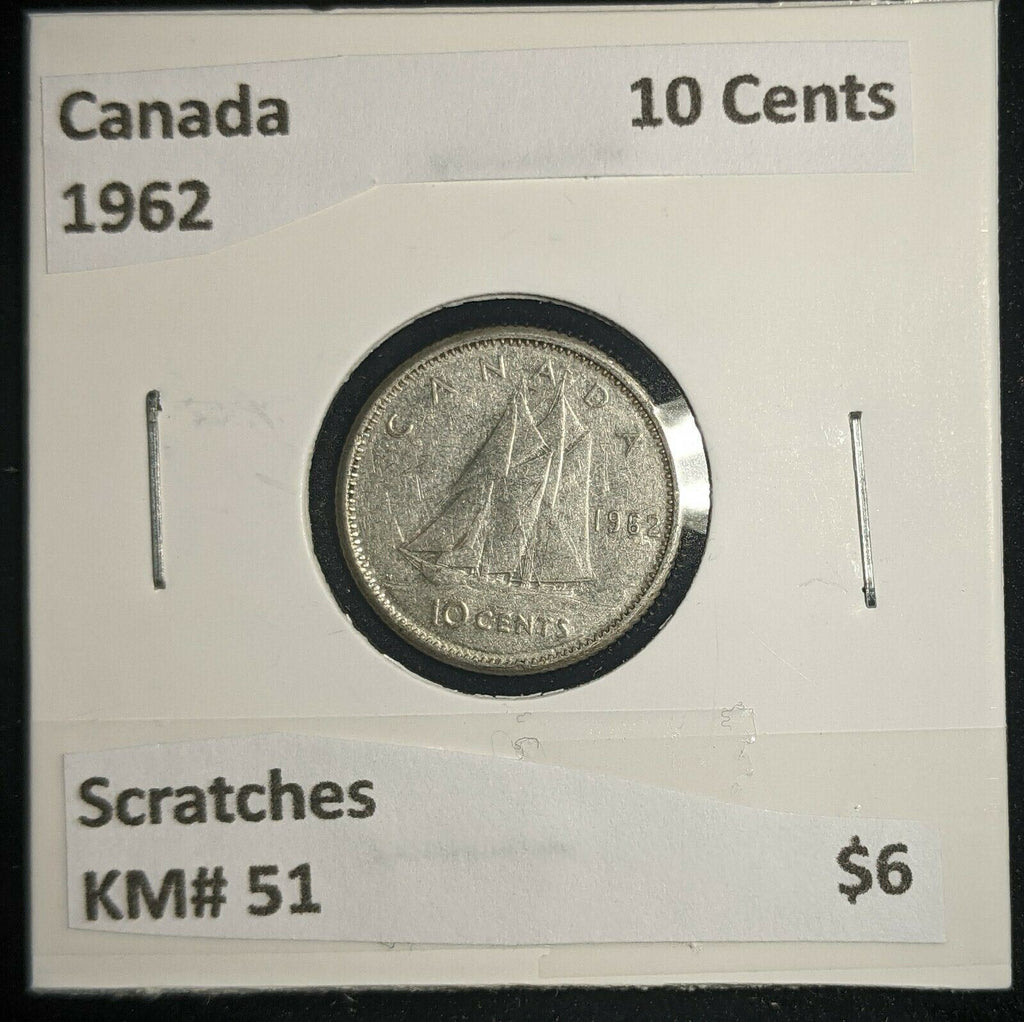 Canada 10 Cents
1962
CANADA
1962
10 CENTS
Scratches
KM# 51 $6